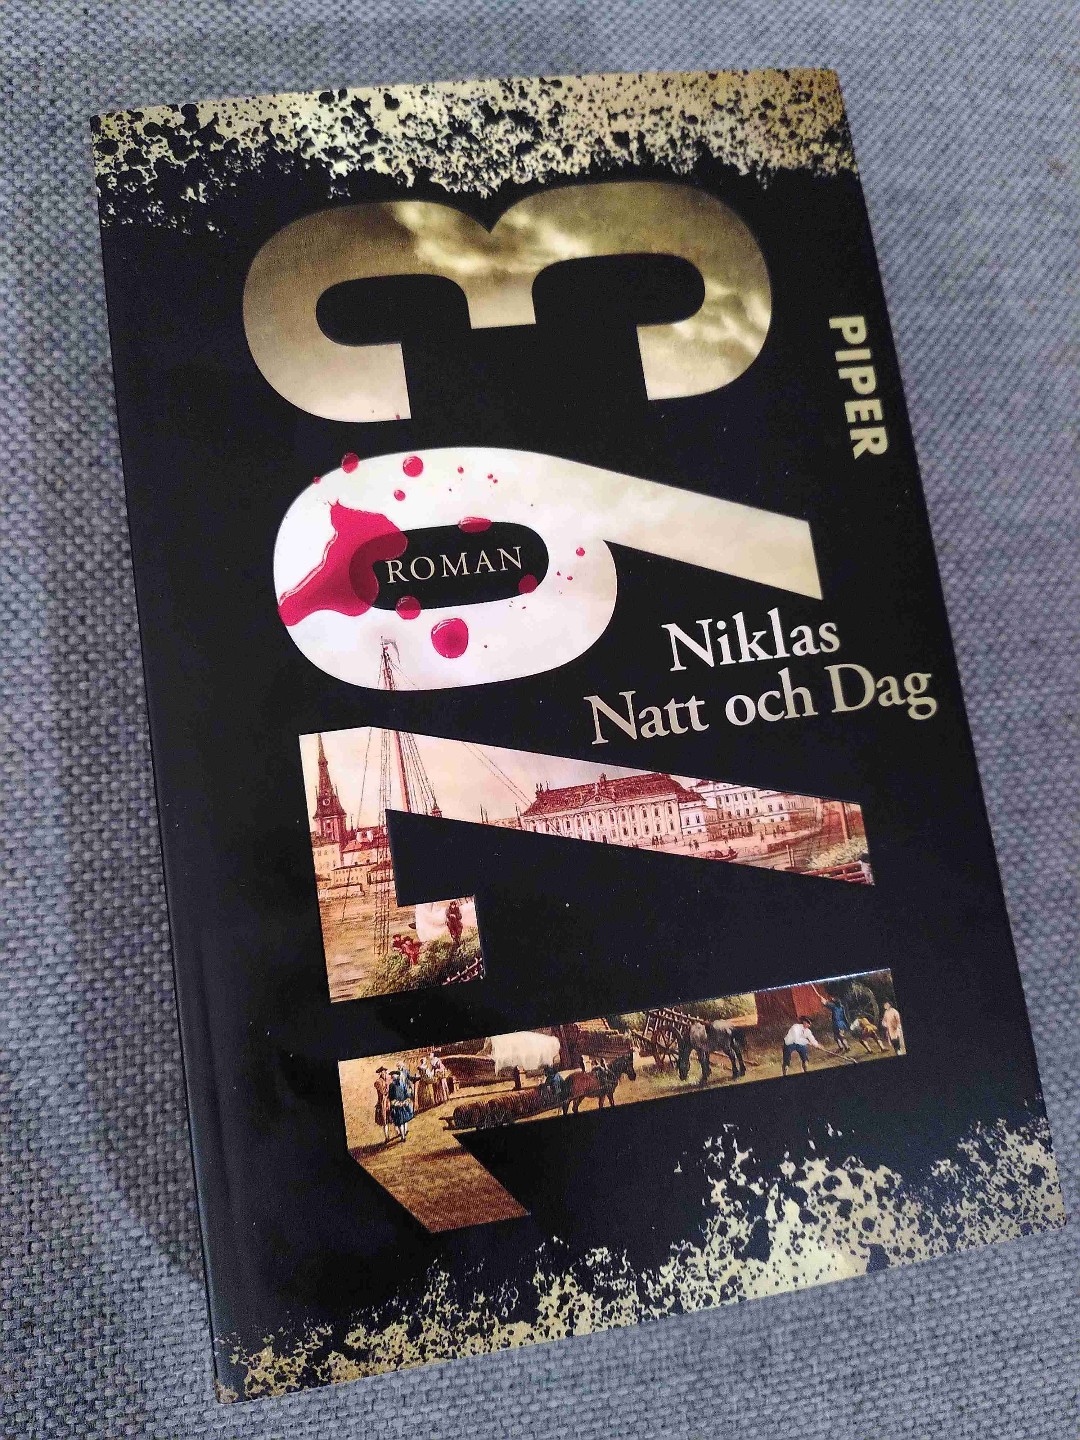 1793
ROMAN
Niklas
Natt och Dag
PIPER